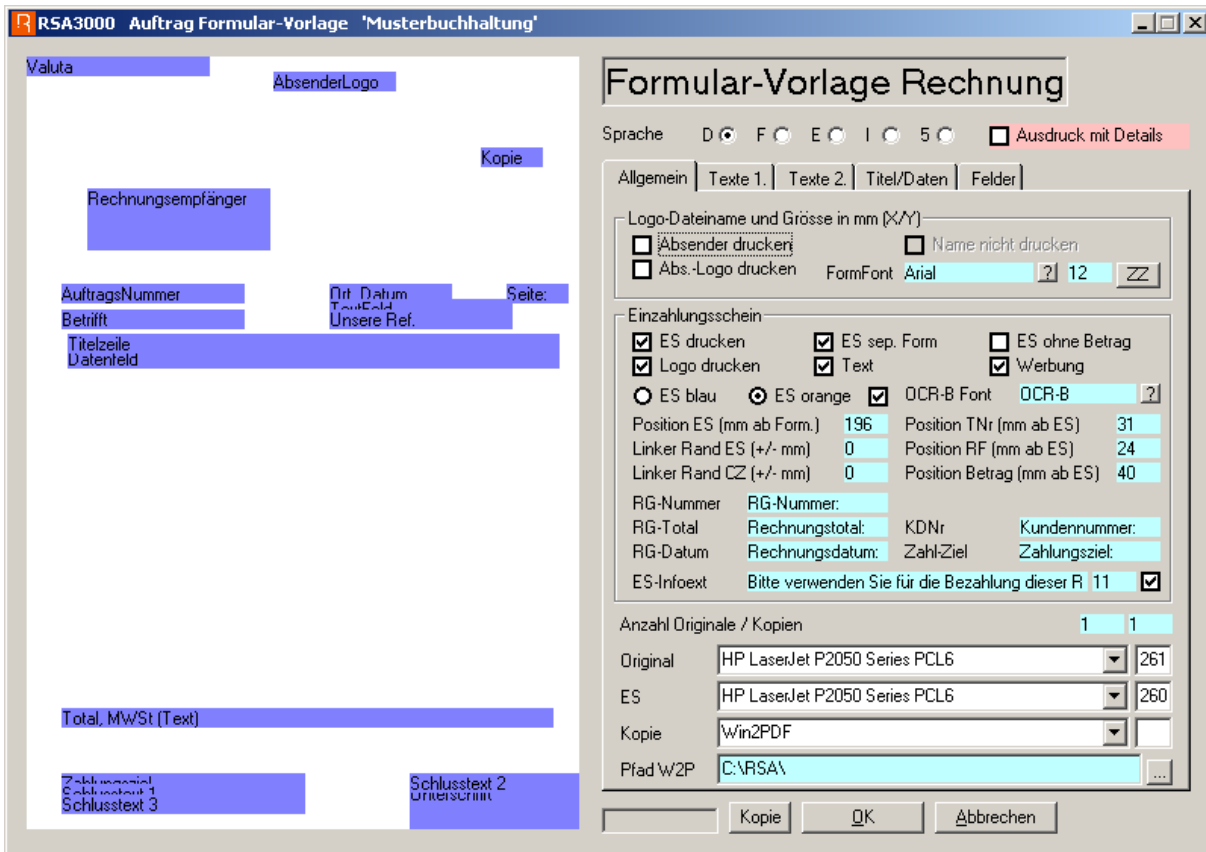 RSA3000 Auftrag Formular-Vorlage 'Musterbuchhaltung'
Valuta
AbsenderLogo
Kopie
Rechnungsempfänger
AuftragsNummer
Ort, Datum
Seite:
TextFeld
Betrifft
Unsere Ref.
Titelzeile
Datenfeld
Total, MWSt (Text)
Zahlungsziel
Schlusstext 1
Schlusstext 3
Schlusstext 2
Unterschrift
Formular-Vorlage Rechnung
Sprache D F E I 5 Ausdruck mit Details
Allgemein Texte 1. Texte 2. Titel/Daten Felder
Logo-Dateiname und Grösse in mm (X/Y)
Absender drucken Name nicht drucken
Abs.-Logo drucken FormFont Arial ? 12 ZZ
Einzahlungsschein
ES drucken ES sep. Form ES ohne Betrag
Logo drucken Text Werbung
ES blau ES orange OCR-B Font OCR-B ?
Position ES (mm ab Form.) 196 Position TNr (mm ab ES) 31
Linker Rand ES (+/- mm) 0 Position RF (mm ab ES) 24
Linker Rand CZ (+/- mm) 0 Position Betrag (mm ab ES) 40
RG-Nummer RG-Nummer:
RG-Total Rechnungstotal: KDNr Kundennummer:
RG-Datum Rechnungsdatum: Zahl-Ziel Zahlungsziel:
ES-Infoext Bitte verwenden Sie für die Bezahlung dieser R 11
Anzahl Originale / Kopien 1 1
Original HP LaserJet P2050 Series PCL6 261
ES HP LaserJet P2050 Series PCL6 260
Kopie Win2PDF
Pfad W2P C:\RSA\ ...
Kopie OK Abbrechen